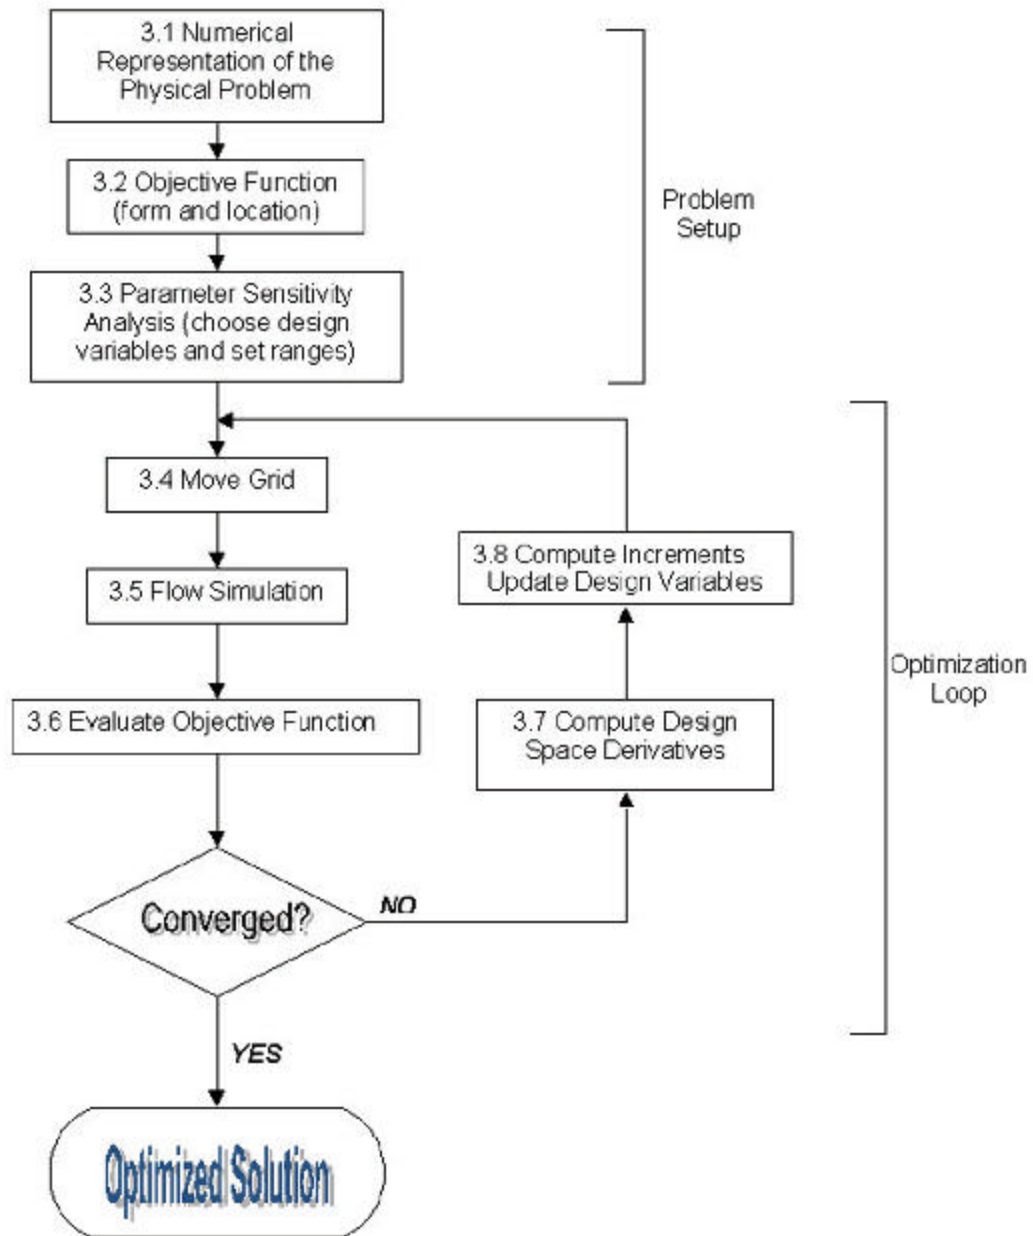 3.1 Numerical
Representation of the
Physical Problem
3.2 Objective Function
(form and location)
3.3 Parameter Sensitivity
Analysis (choose design
variables and set ranges)
Problem
Setup
3.4 Move Grid
3.5 Flow Simulation
3.6 Evaluate Objective Function
Converged?
NO
3.7 Compute Design
Space Derivatives
3.8 Compute Increments
Update Design Variables
Optimization
Loop
YES
Optimized Solution